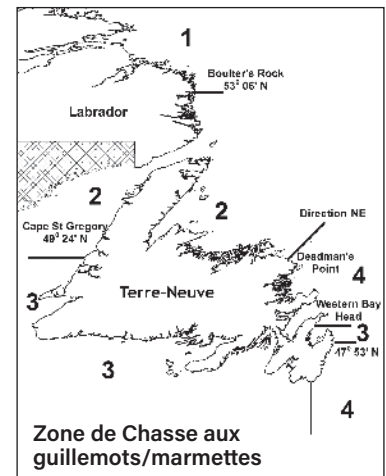 1
Boulter's Rock
53° 06' N
Labrador
2
2
Cape St Gregory
49° 24' N
Direction NE
Deadman's
Point
4
3
Terre-Neuve
Western Bay
Head
3
47° 53' N
3
4
Zone de Chasse aux
guillemots/marmettes